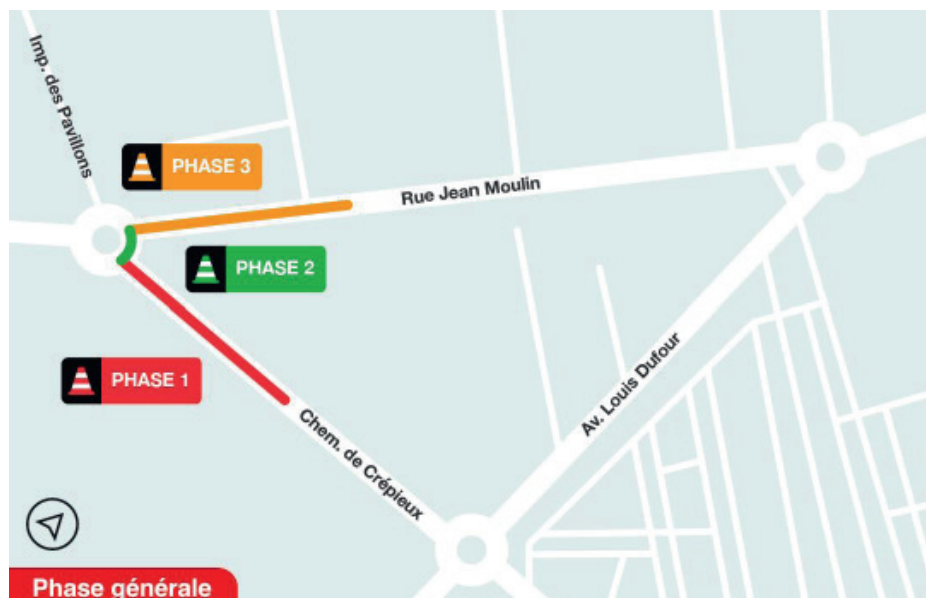 Imp. des Pavillons
PHASE 3
Rue Jean Moulin
PHASE 2
PHASE 1
Av. Louis Dufour
Chem. de Crépieux
Phase générale